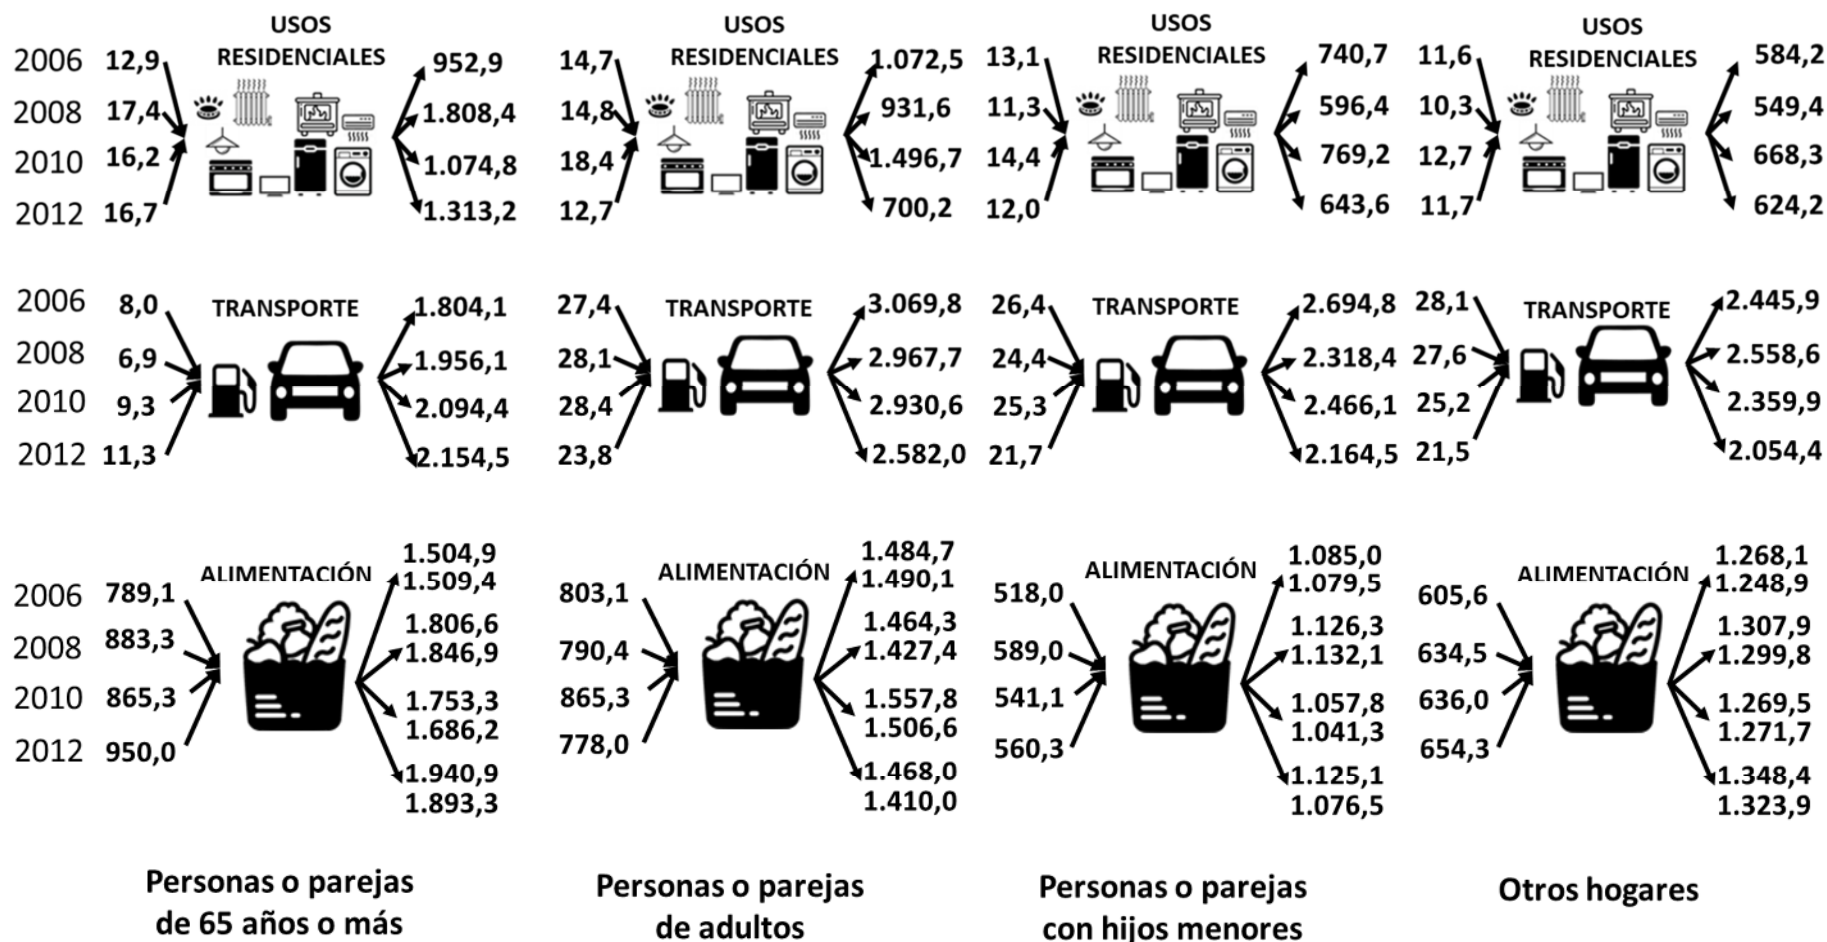 USOS
RESIDENCIALES
2006 12,9 952,9
2008 17,4 1.808,4
2010 16,2 1.074,8
2012 16,7 1.313,2
USOS
RESIDENCIALES
14,7 1.072,5
14,8 931,6
18,4 1.496,7
12,7 700,2
USOS
RESIDENCIALES
13,1 740,7
11,3 596,4
14,4 769,2
12,0 643,6
USOS
RESIDENCIALES
11,6 584,2
10,3 549,4
12,7 668,3
11,7 624,2
TRANSPORTE
2006 8,0 1.804,1
2008 6,9 1.956,1
2010 9,3 2.094,4
2012 11,3 2.154,5
TRANSPORTE
27,4 3.069,8
28,1 2.967,7
28,4 2.930,6
23,8 2.582,0
TRANSPORTE
26,4 2.694,8
24,4 2.318,4
25,3 2.466,1
21,7 2.164,5
TRANSPORTE
28,1 2.445,9
27,6 2.558,6
25,2 2.359,9
21,5 2.054,4
ALIMENTACIÓN
2006 789,1
2008 883,3
2010 865,3
2012 950,0
1.504,9
1.509,4
1.806,6
1.846,9
1.753,3
1.686,2
1.940,9
1.893,3
ALIMENTACIÓN
803,1
790,4
865,3
778,0
1.484,7
1.490,1
1.464,3
1.427,4
1.557,8
1.506,6
1.468,0
1.410,0
ALIMENTACIÓN
518,0
589,0
541,1
560,3
1.085,0
1.079,5
1.126,3
1.132,1
1.057,8
1.041,3
1.125,1
1.076,5
ALIMENTACIÓN
605,6
634,5
636,0
654,3
1.268,1
1.248,9
1.307,9
1.299,8
1.269,5
1.271,7
1.348,4
1.323,9
Personas o parejas
de 65 años o más
Personas o parejas
de adultos
Personas o parejas
con hijos menores
Otros hogares